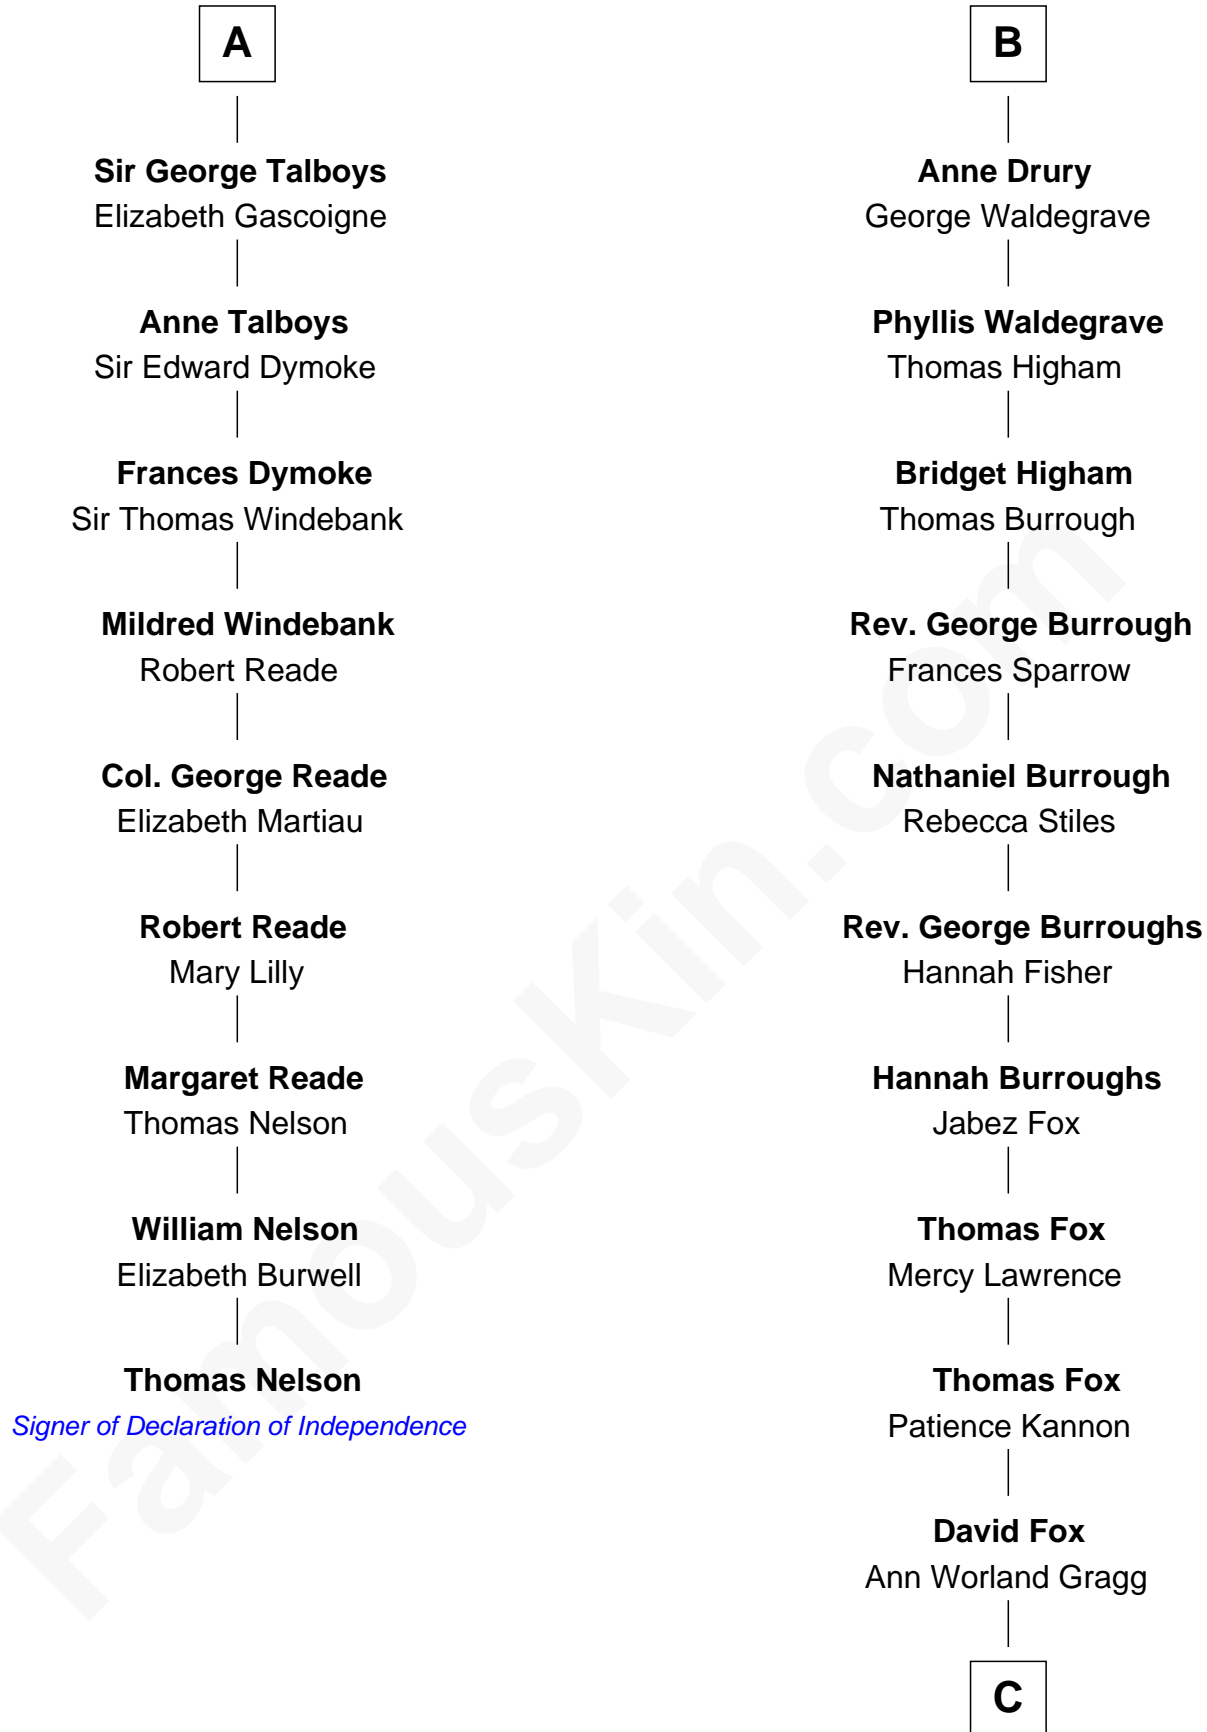 A
Sir George Talboys
Elizabeth Gascoigne
Anne Talboys
Sir Edward Dymoke
Frances Dymoke
Sir Thomas Windebank
Mildred Windebank
Robert Reade
Col. George Reade
Elizabeth Martiau
Robert Reade
Mary Lilly
Margaret Reade
Thomas Nelson
William Nelson
Elizabeth Burwell
Thomas Nelson
Signer of Declaration of Independence
B
Anne Drury
George Waldegrave
Phyllis Waldegrave
Thomas Higham
Bridget Higham
Thomas Burrough
Rev. George Burrough
Frances Sparrow
Nathaniel Burrough
Rebecca Stiles
Rev. George Burroughs
Hannah Fisher
Hannah Burroughs
Jabez Fox
Thomas Fox
Mercy Lawrence
Thomas Fox
Patience Kannon
David Fox
Ann Worland Gragg
C
FamousKin.com